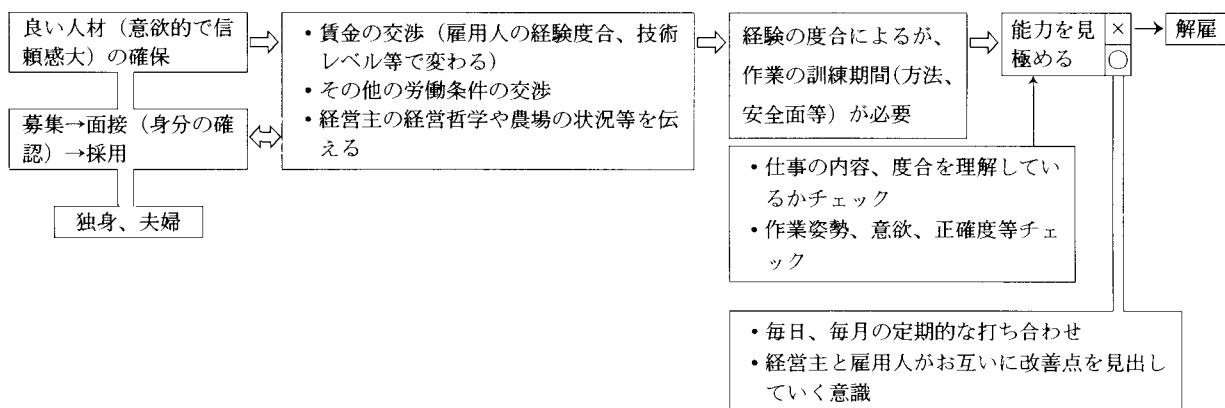 良い人材（意欲的で信
頼感大）の確保
募集→面接（身分の確
認）→採用
独身、夫婦
・賃金の交渉（雇用人の経験度合、技術
レベル等で変わる）
・その他の労働条件の交渉
・経営主の経営哲学や農場の状況等を伝
える
経験の度合によるが、
作業の訓練期間（方法、
安全面等）が必要
能力を見
極める
×
○
解雇
・仕事の内容、度合を理解してい
るかチェック
・作業姿勢、意欲、正確度等チェ
ック
・毎日、毎月の定期的な打ち合わせ
・経営主と雇用人がお互いに改善点を見出し
ていく意識